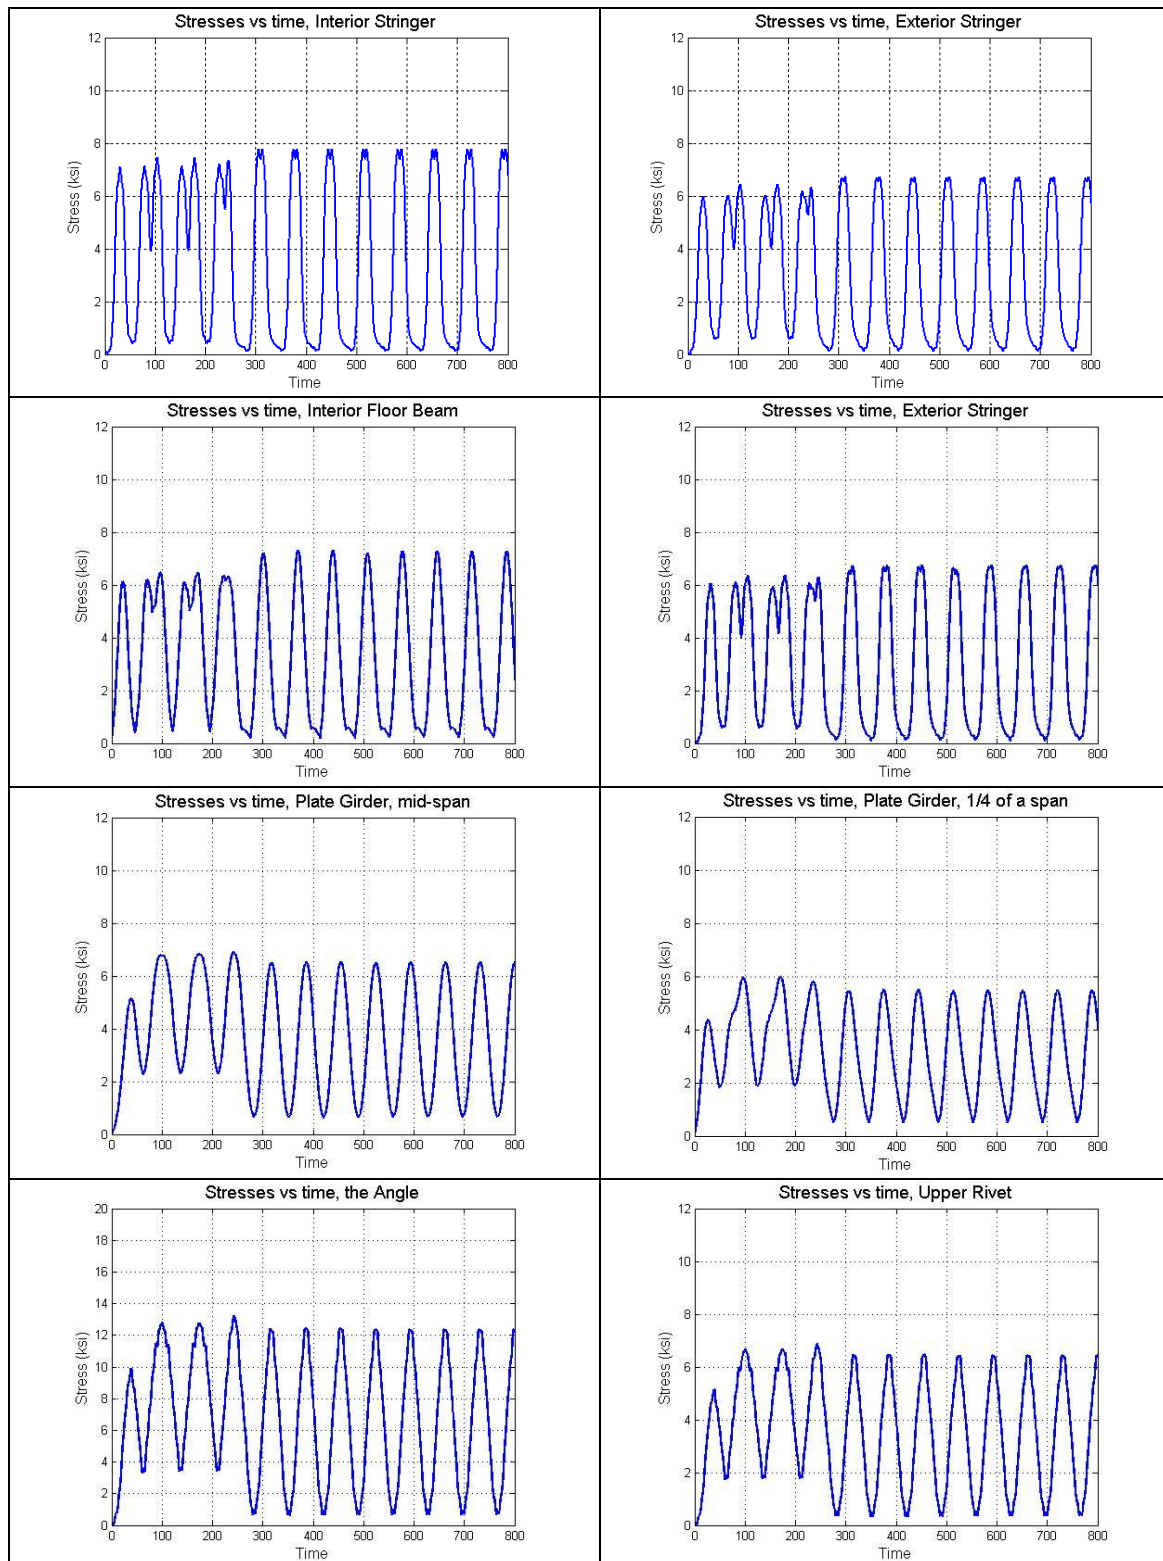 Stresses vs time, Interior Stringer
12
10
8
6
4
2
0
Stress (ksi)
0 100 200 300 400 500 600 700 800
Time
Stresses vs time, Exterior Stringer
12
10
8
6
4
2
0
Stress (ksi)
0 100 200 300 400 500 600 700 800
Time
Stresses vs time, Interior Floor Beam
12
10
8
6
4
2
0
Stress (ksi)
0 100 200 300 400 500 600 700 800
Time
Stresses vs time, Exterior Stringer
12
10
8
6
4
2
0
Stress (ksi)
0 100 200 300 400 500 600 700 800
Time
Stresses vs time, Plate Girder, mid-span
12
10
8
6
4
2
0
Stress (ksi)
0 100 200 300 400 500 600 700 800
Time
Stresses vs time, Plate Girder, 1/4 of a span
12
10
8
6
4
2
0
Stress (ksi)
0 100 200 300 400 500 600 700 800
Time
Stresses vs time, the Angle
20
18
16
14
12
10
8
6
4
2
0
Stress (ksi)
0 100 200 300 400 500 600 700 800
Time
Stresses vs time, Upper Rivet
12
10
8
6
4
2
0
Stress (ksi)
0 100 200 300 400 500 600 700 800
Time